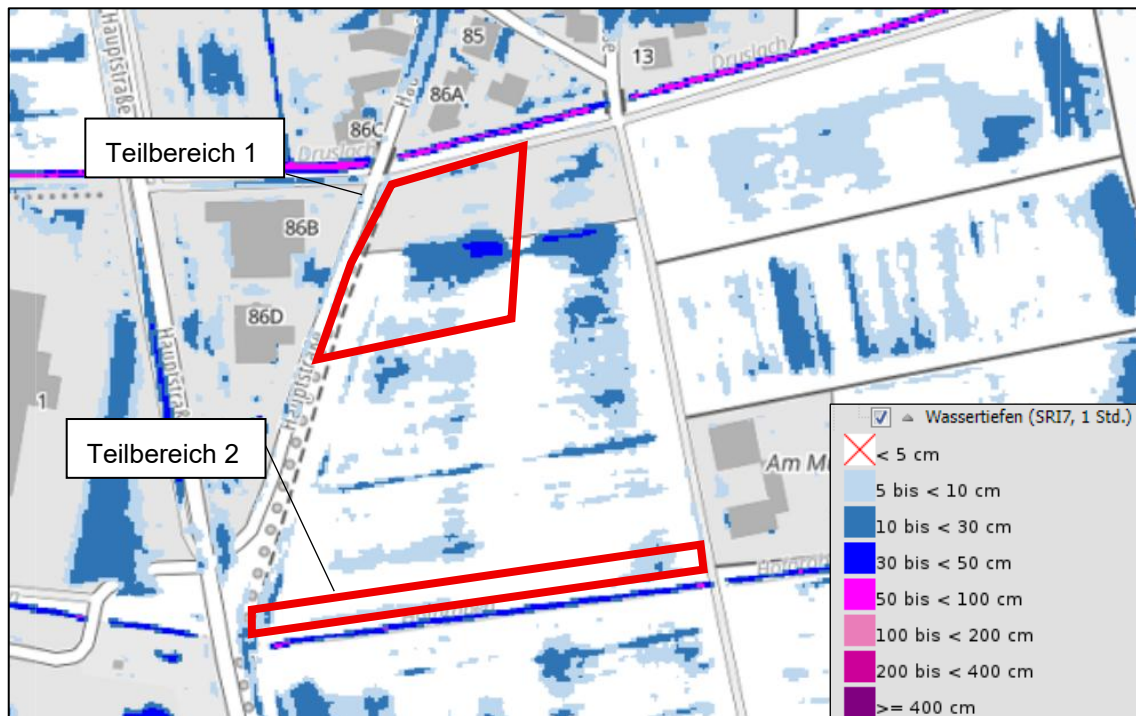 Hauptstraße
85
86A
86C
Hau
13
Druslach
Druslach
Teilbereich 1
86B
86D
Hauptstraße
Hauptstraße
1
Teilbereich 2
Am Mü
Wassertiefen (SRI7, 1 Std.)
< 5 cm
5 bis < 10 cm
10 bis < 30 cm
30 bis < 50 cm
50 bis < 100 cm
100 bis < 200 cm
200 bis < 400 cm
>= 400 cm